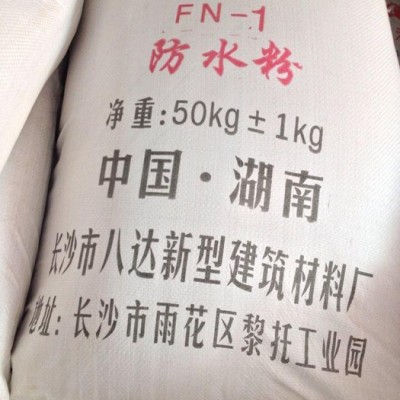 FN-1
防水粉
净重:50kg±1kg
中国·湖南
长沙市八达新型建筑材料厂
地址:长沙市雨花区黎托工业园